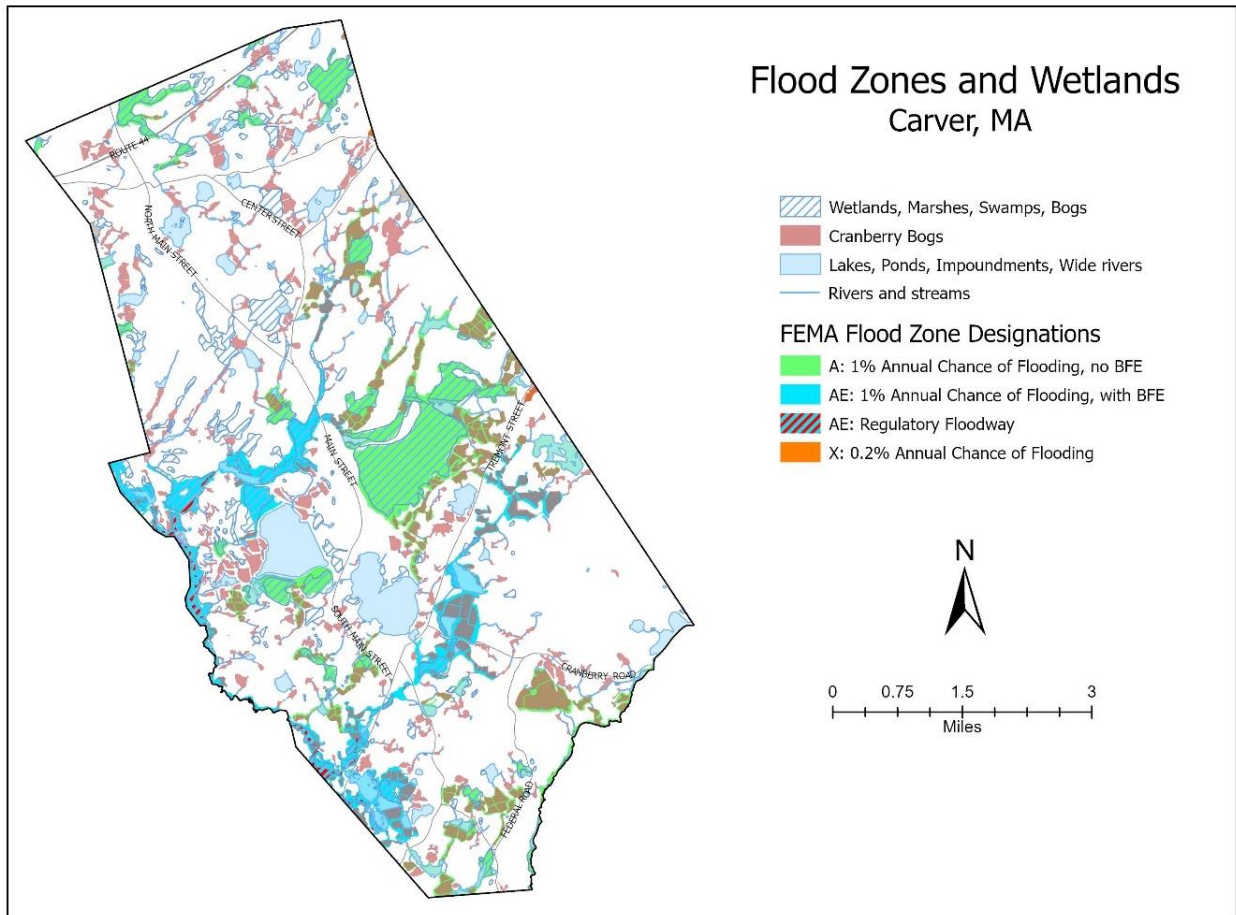 Flood Zones and Wetlands
Carver, MA
Wetlands, Marshes, Swamps, Bogs
Cranberry Bogs
Lakes, Ponds, Impoundments, Wide rivers
Rivers and streams
FEMA Flood Zone Designations
A: 1% Annual Chance of Flooding, no BFE
AE: 1% Annual Chance of Flooding, with BFE
AE: Regulatory Floodway
X: 0.2% Annual Chance of Flooding
N
0 0.75 1.5 3
Miles
ROUTE 44
NORTH MAIN STREET
CENTER STREET
MAIN STREET
TREMONT STREET
SOUTH MAIN STREET
CRANBERRY ROAD
FEDERAL ROAD